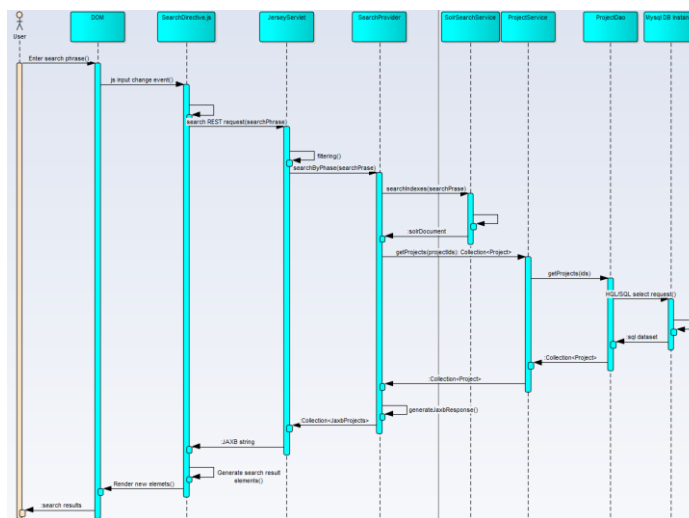 User
DOM
SearchDirective.js
JerseyServlet
SearchProvider
SolrSearchService
ProjectService
ProjectDao
Mysql DB Instan
Enter search phrase()
js input change event()
search REST request(searchPhrase)
filtering()
searchByPhase(searchPrase)
searchIndexes(searchPrase)
:solrDocument
getProjects(projectIds): Collection<Project>
getProjects(ids)
HQL/SQL select request()
:sql dataset
:Collection<Project>
:Collection<Project>
generateJaxbResponse()
:Collection<JaxbProjects>
:JAXB string
Generate search result
elements()
Render new elemets()
:search results